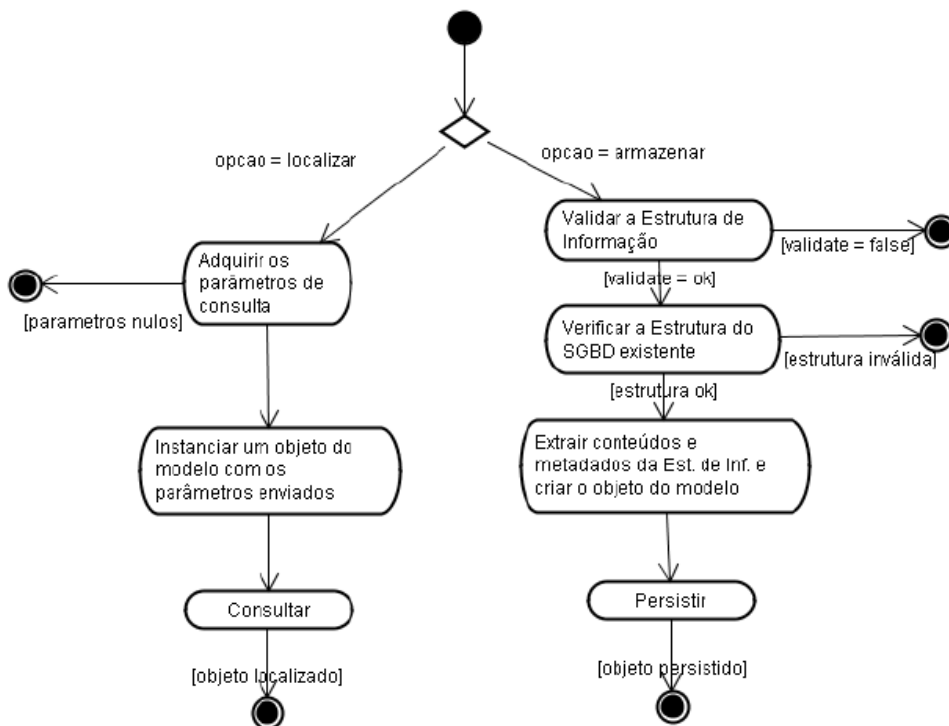 opcao = localizar
opcao = armazenar
Validar a Estrutura de
Informação
[validate = false]
[validate = ok]
Adquirir os
parâmetros de
consulta
[parametros nulos]
Verificar a Estrutura do
SGBD existente
[estrutura inválida]
[estrutura ok]
Instanciar um objeto do
modelo com os
parâmetros enviados
Extrair conteúdos e
metadados da Est. de Inf. e
criar o objeto do modelo
Consultar
Persistir
[objeto localizado]
[objeto persistido]